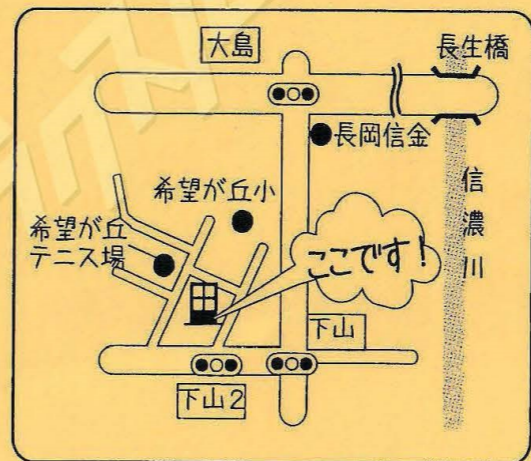 大島
長生橋
長岡信金
希望が丘小
信濃川
希望が丘
テニス場
ここです!
下山
下山2